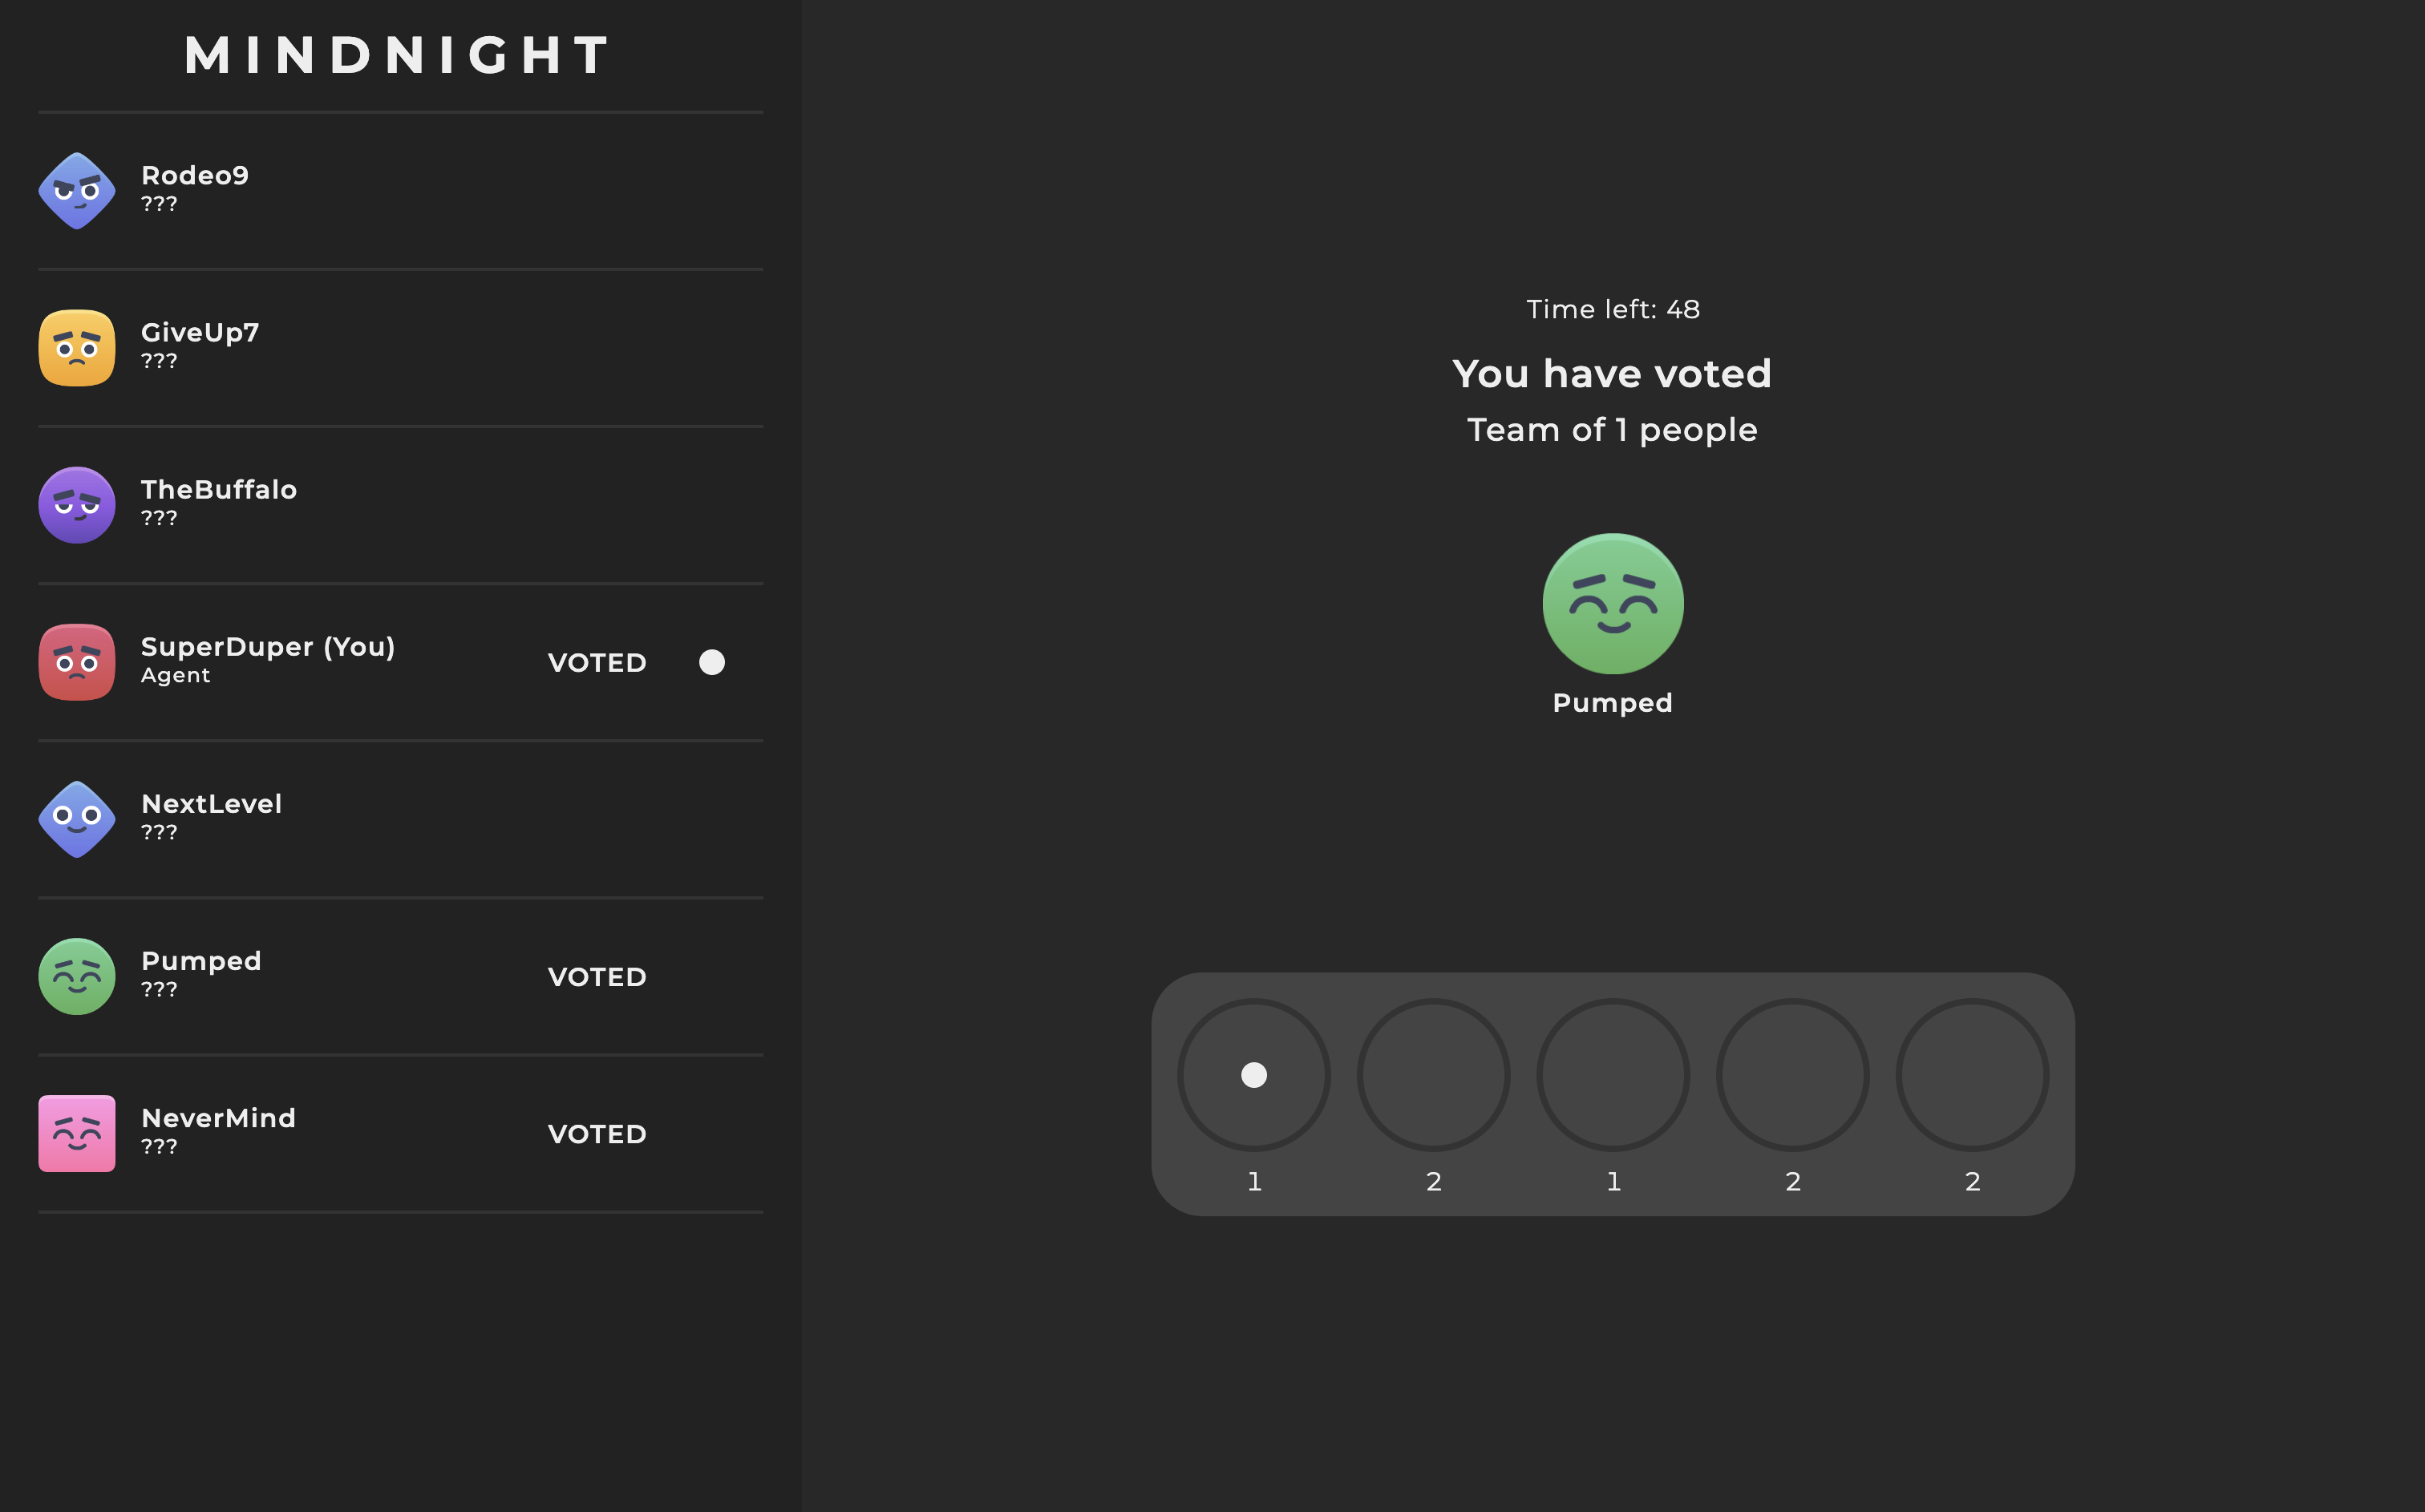 MINDNIGHT
Rodeo9
???
GiveUp7
???
TheBuffalo
???
SuperDuper (You)
Agent
VOTED
NextLevel
???
Pumped
???
VOTED
NeverMind
???
VOTED
Time left: 48
You have voted
Team of 1 people
Pumped
1 2 1 2 2